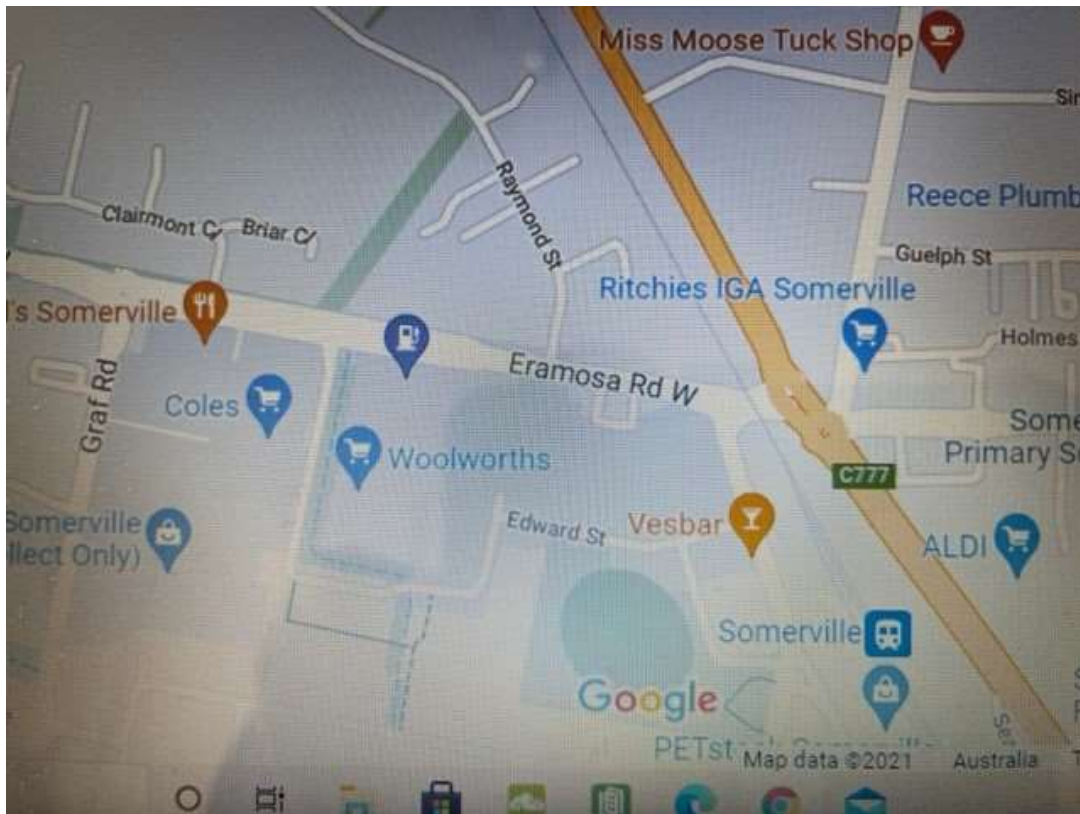 Miss Moose Tuck Shop
Raymond St
Reece Plumb
Clairmont C
Briar C
Guelph St
Ritchies IGA Somerville
l's Somerville
Holmes
Eramosa Rd W
Graf Rd
Coles
Some
Primary
Woolworths
C777
Somerville
llect Only)
Edward St
Vesbar
ALDI
Somerville
Google
PETst
Map data ©2021
Australia